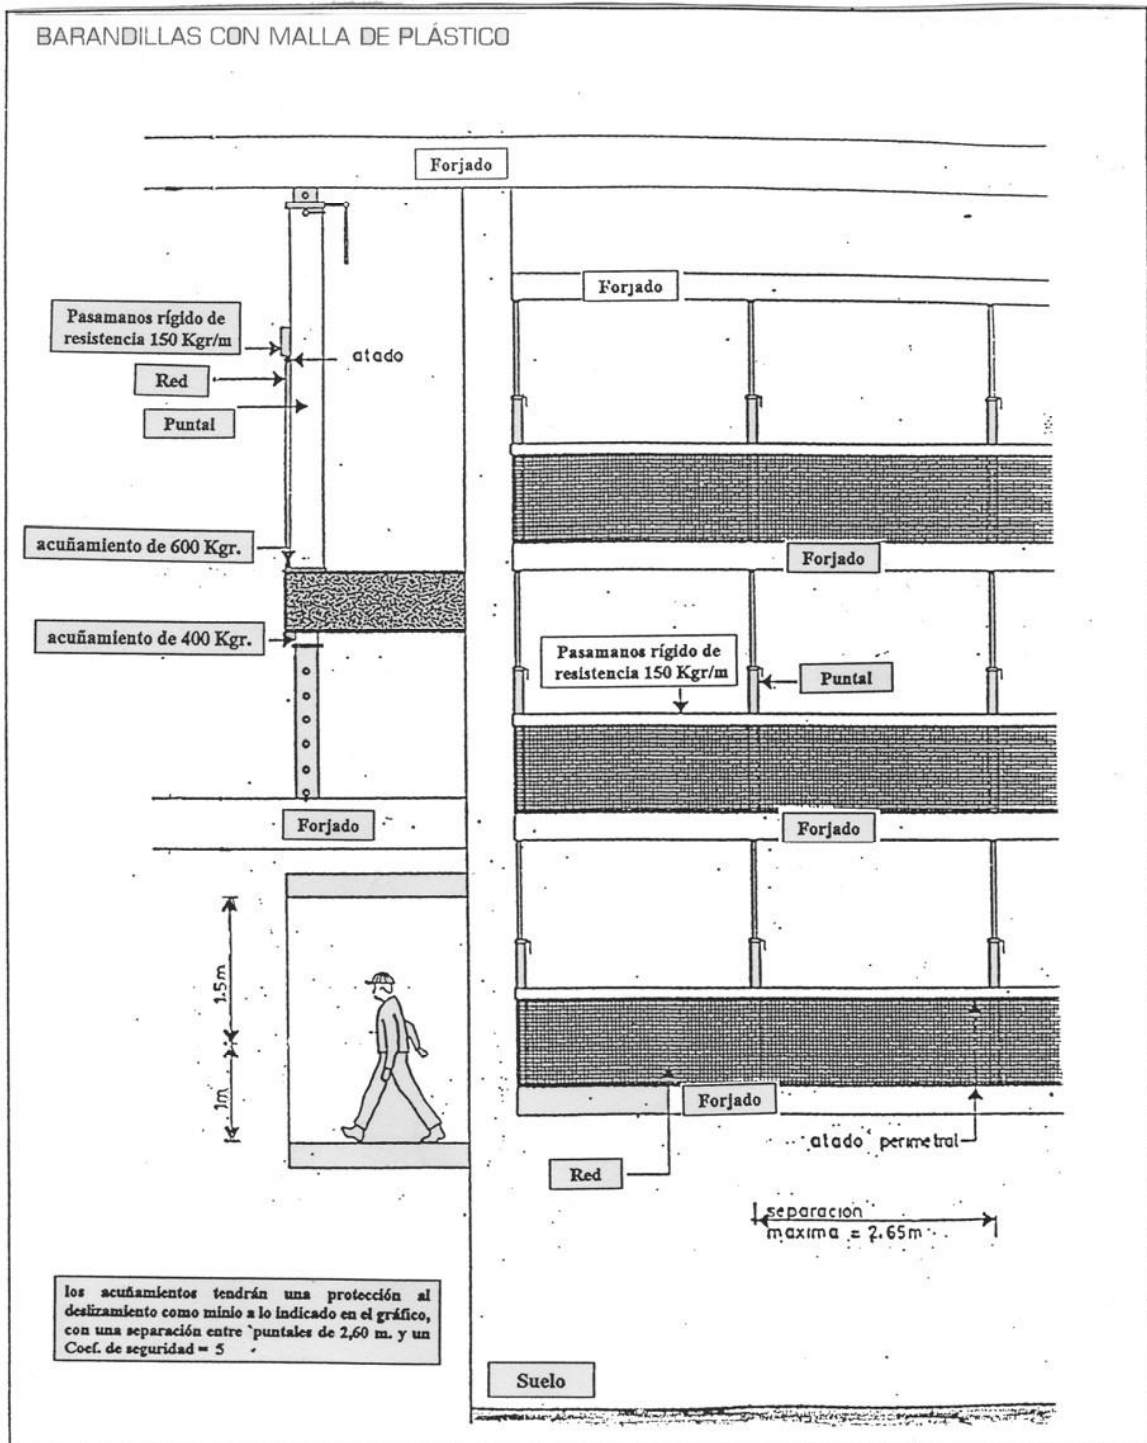 BARANDILLAS CON MALLA DE PLÁSTICO
Forjado
Forjado
Pasamanos rígido de
resistencia 150 Kgr/m
atado
Red
Puntal
acuñamiento de 600 Kgr.
Forjado
acuñamiento de 400 Kgr.
Pasamanos rígido de
resistencia 150 Kgr/m
Puntal
Forjado
Forjado
1.5m
1m
Forjado
atado perimetral
Red
separacion
maxima = 2.65m
los acuñamientos tendrán una protección al
deslizamiento como minio a lo indicado en el gráfico,
con una separación entre puntales de 2,60 m. y un
Coef. de seguridad = 5
Suelo